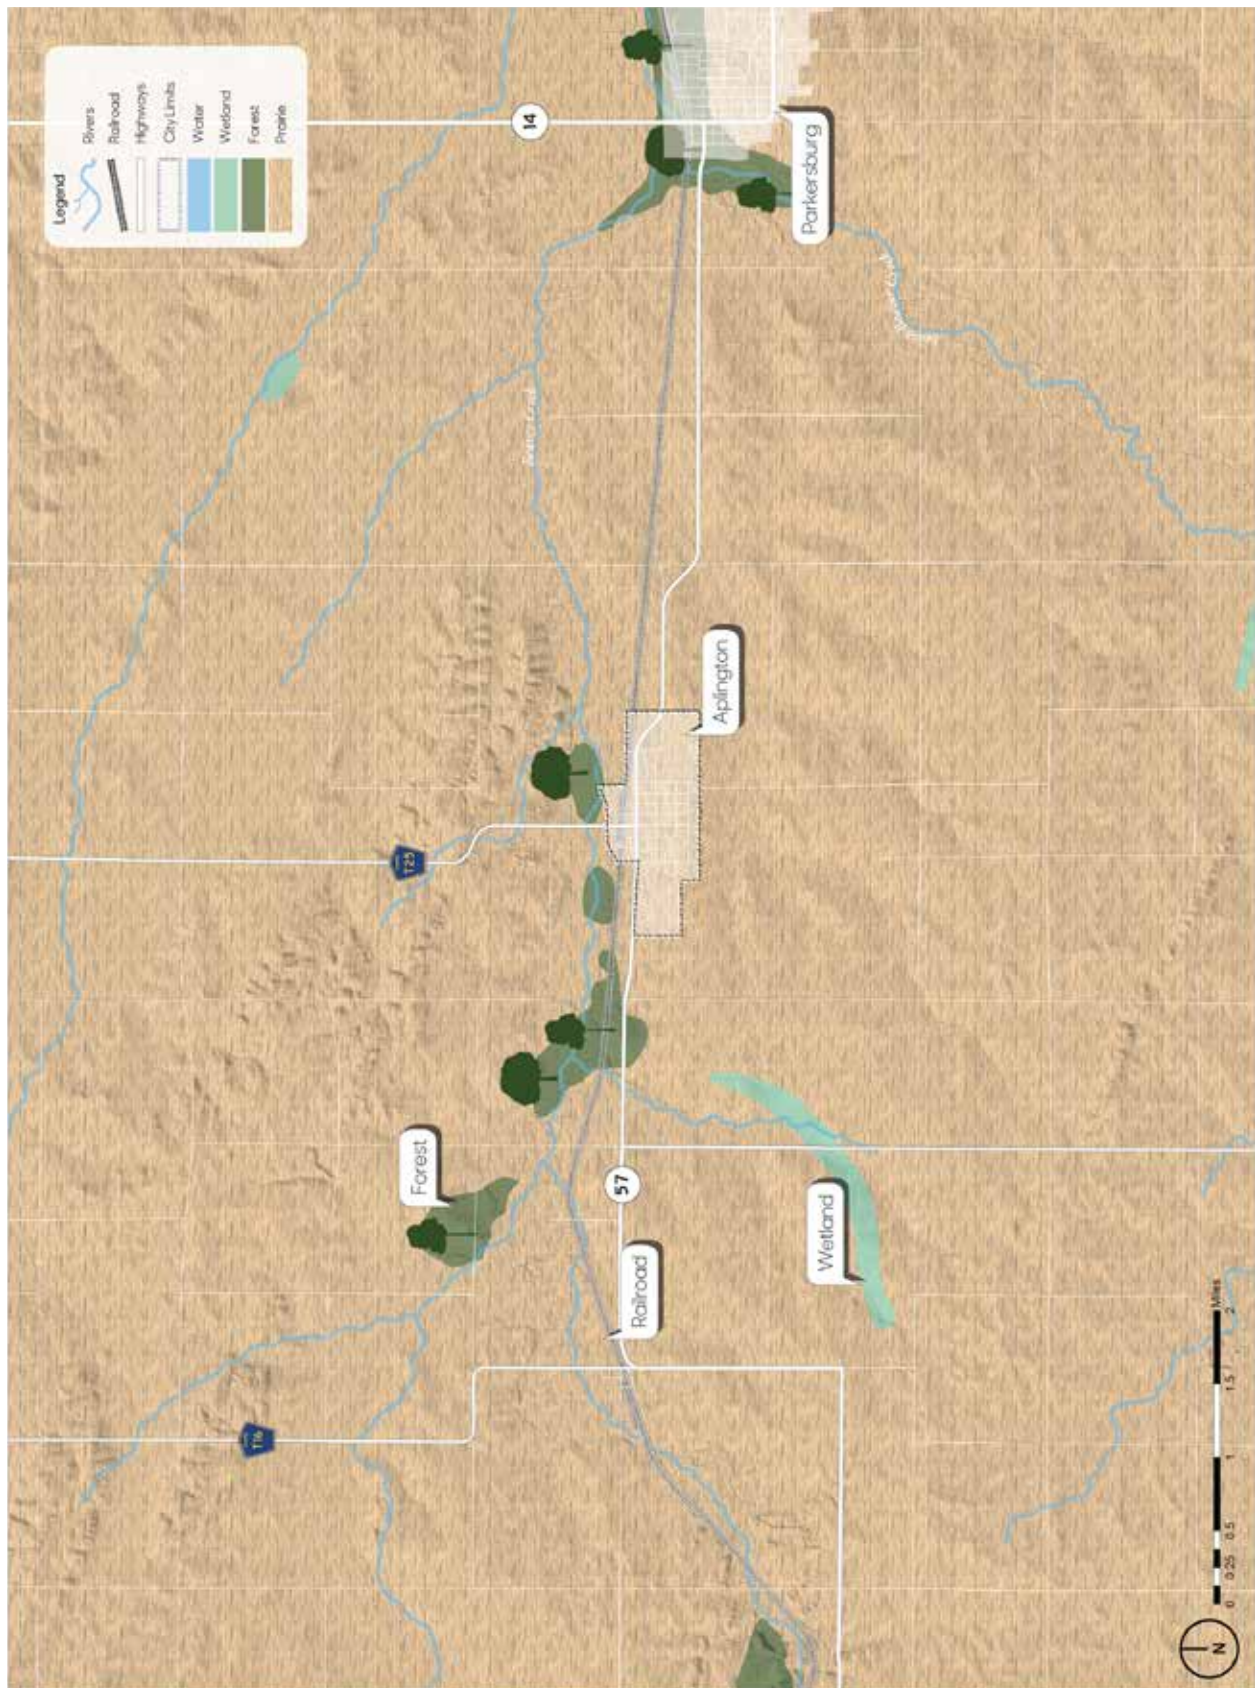 Legend
Rivers
Railroad
Highways
City Limits
Water
Wetland
Forest
Prairie
14
Parkersburg
T25
Aplington
Forest
57
Wetland
Railroad
T16
0 0.25 0.5 1 1.5 2
Miles
N